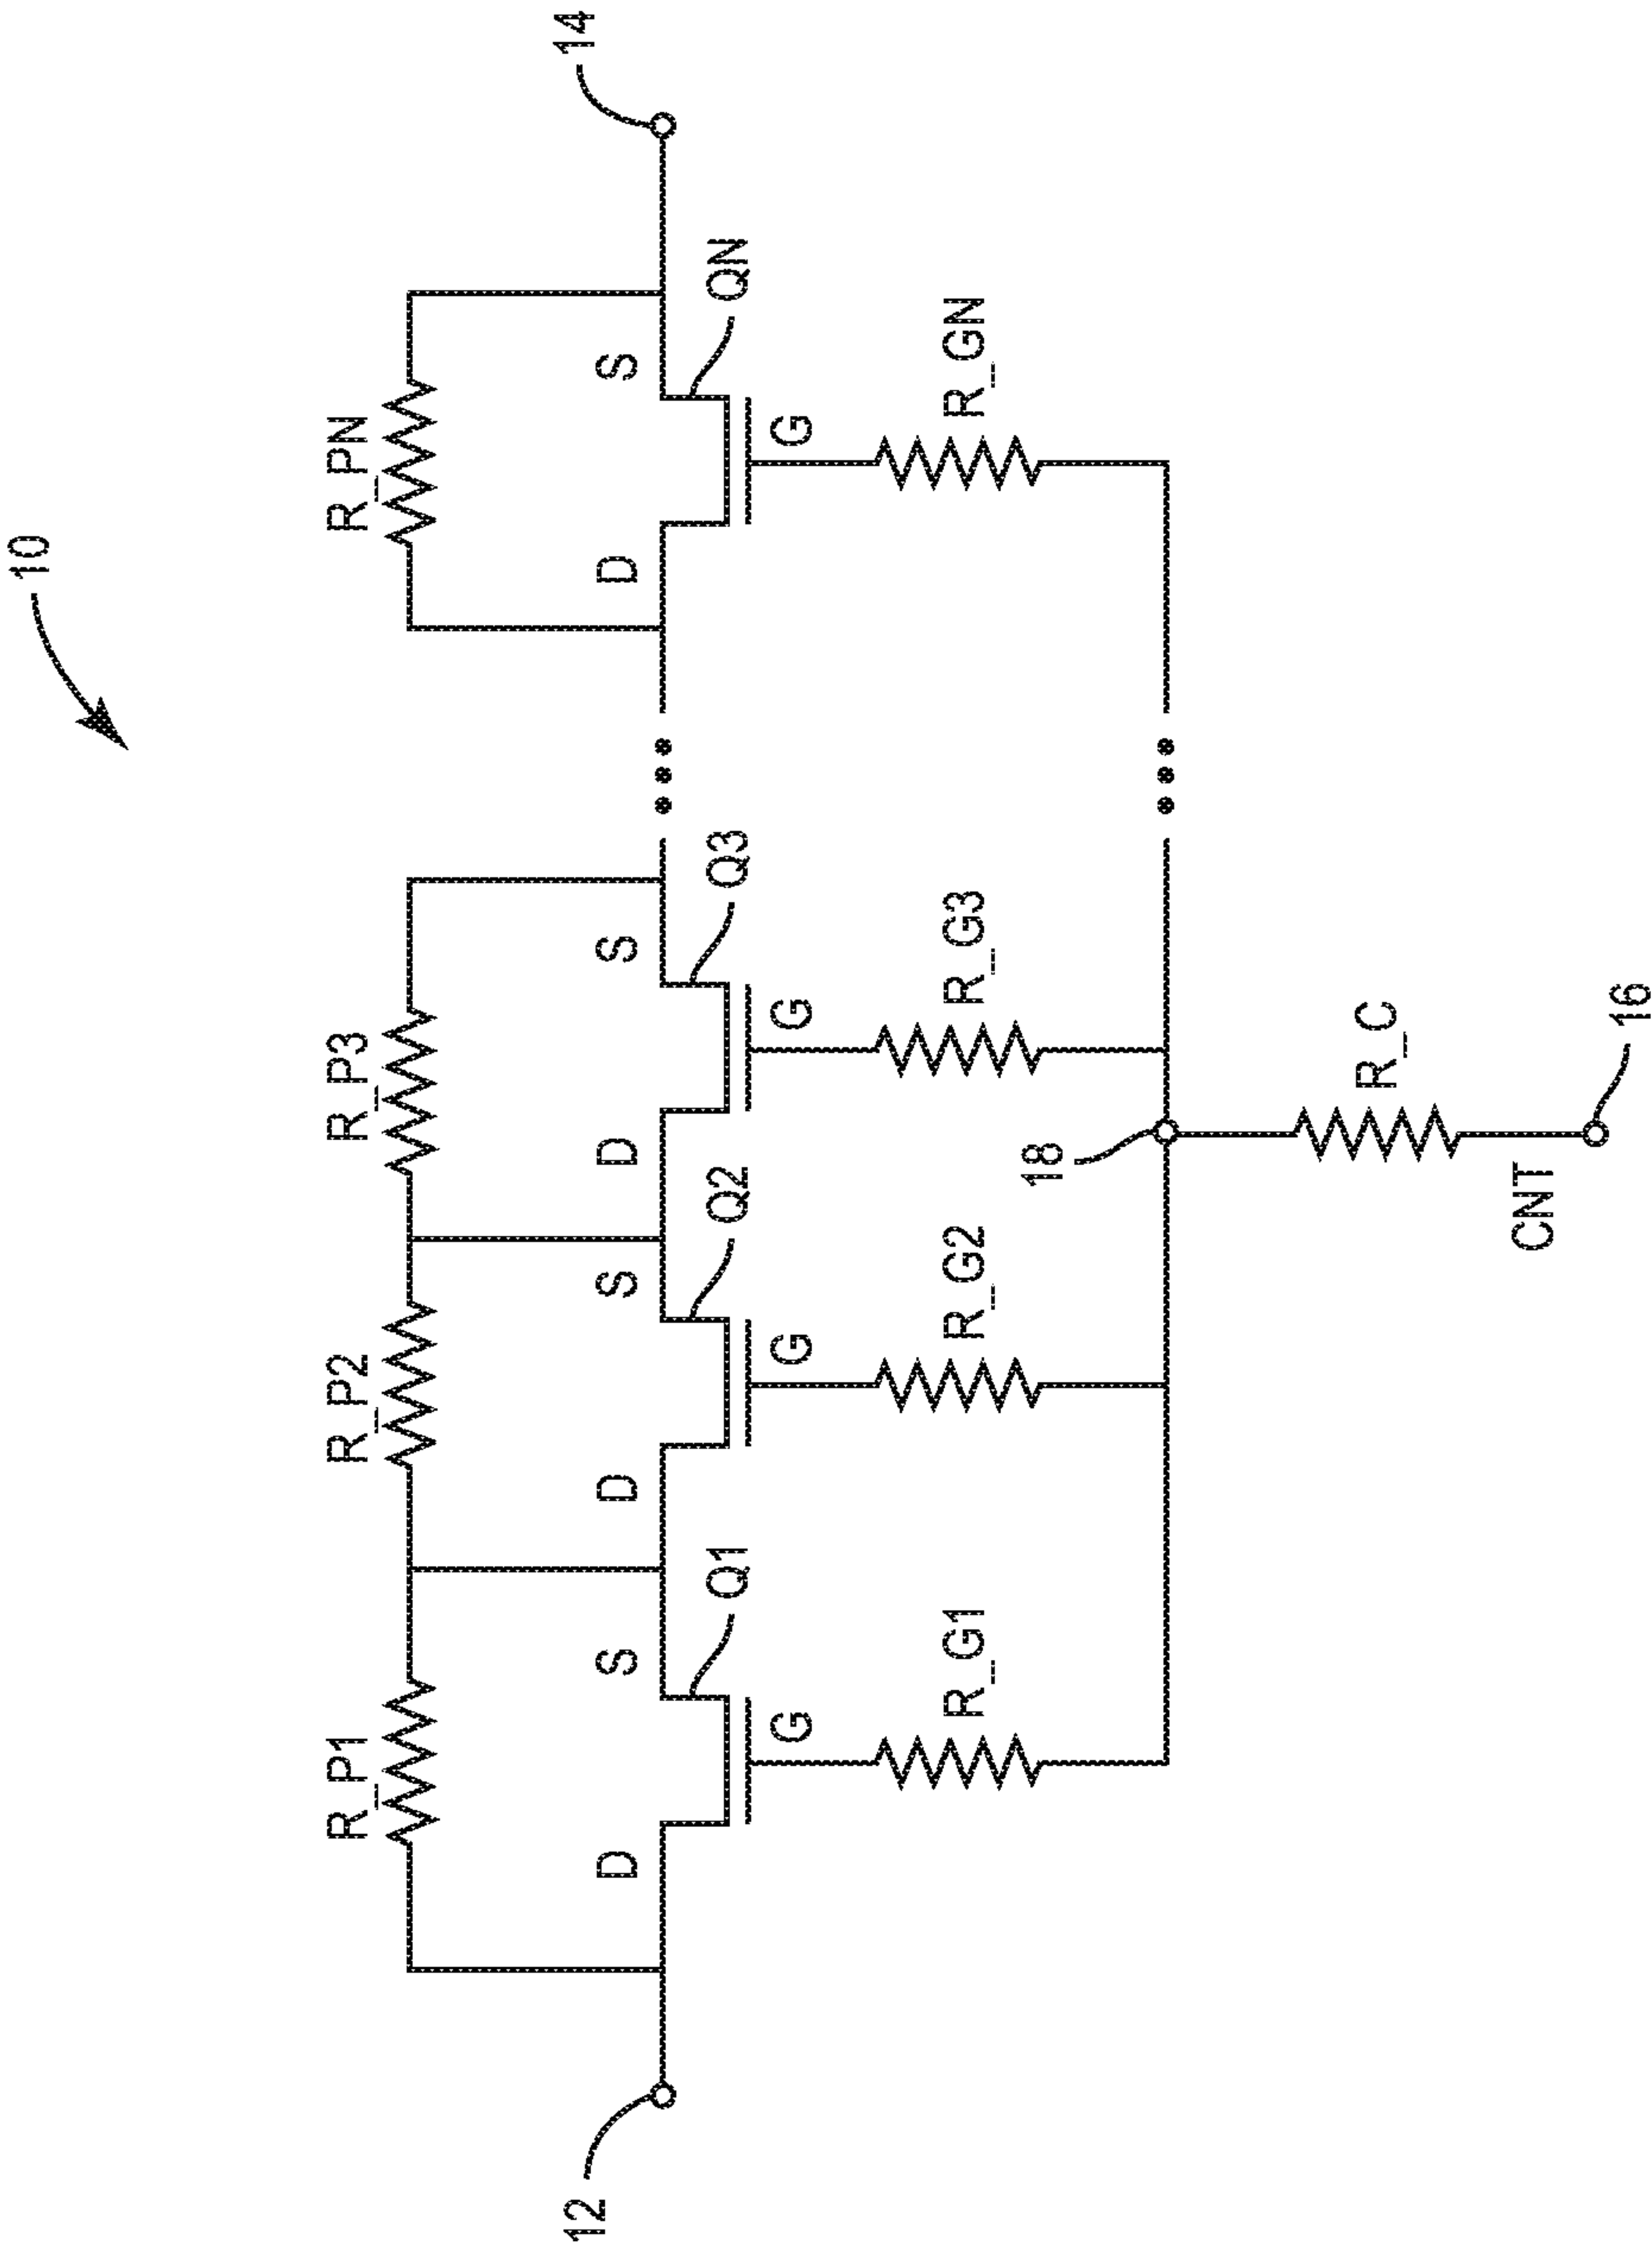 10
R_P1
R_P2
R_P3
R_PN
12
D
S
D
S
D
S
D
S
14
Q1
Q2
Q3
QN
G
G
G
G
R_G1
R_G2
R_G3
R_GN
18
R_C
CNT
16